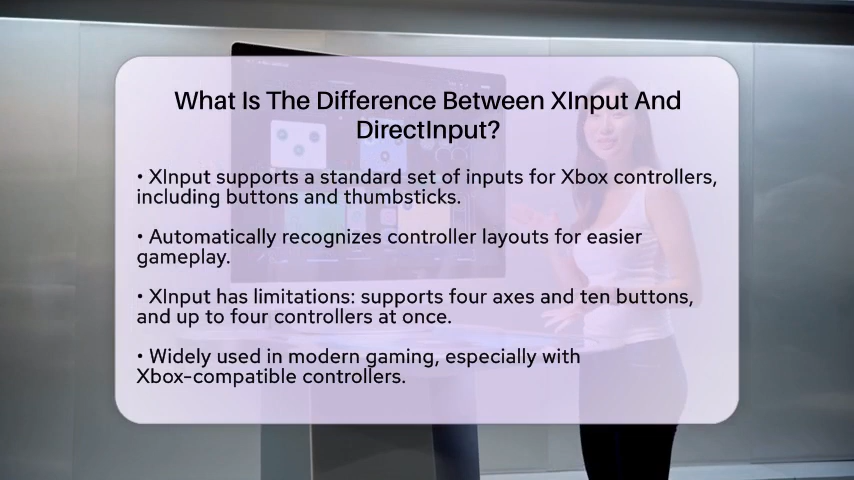 What Is The Difference Between XInput And
DirectInput?
• XInput supports a standard set of inputs for Xbox controllers,
including buttons and thumbsticks.
• Automatically recognizes controller layouts for easier
gameplay.
• XInput has limitations: supports four axes and ten buttons,
and up to four controllers at once.
• Widely used in modern gaming, especially with
Xbox-compatible controllers.